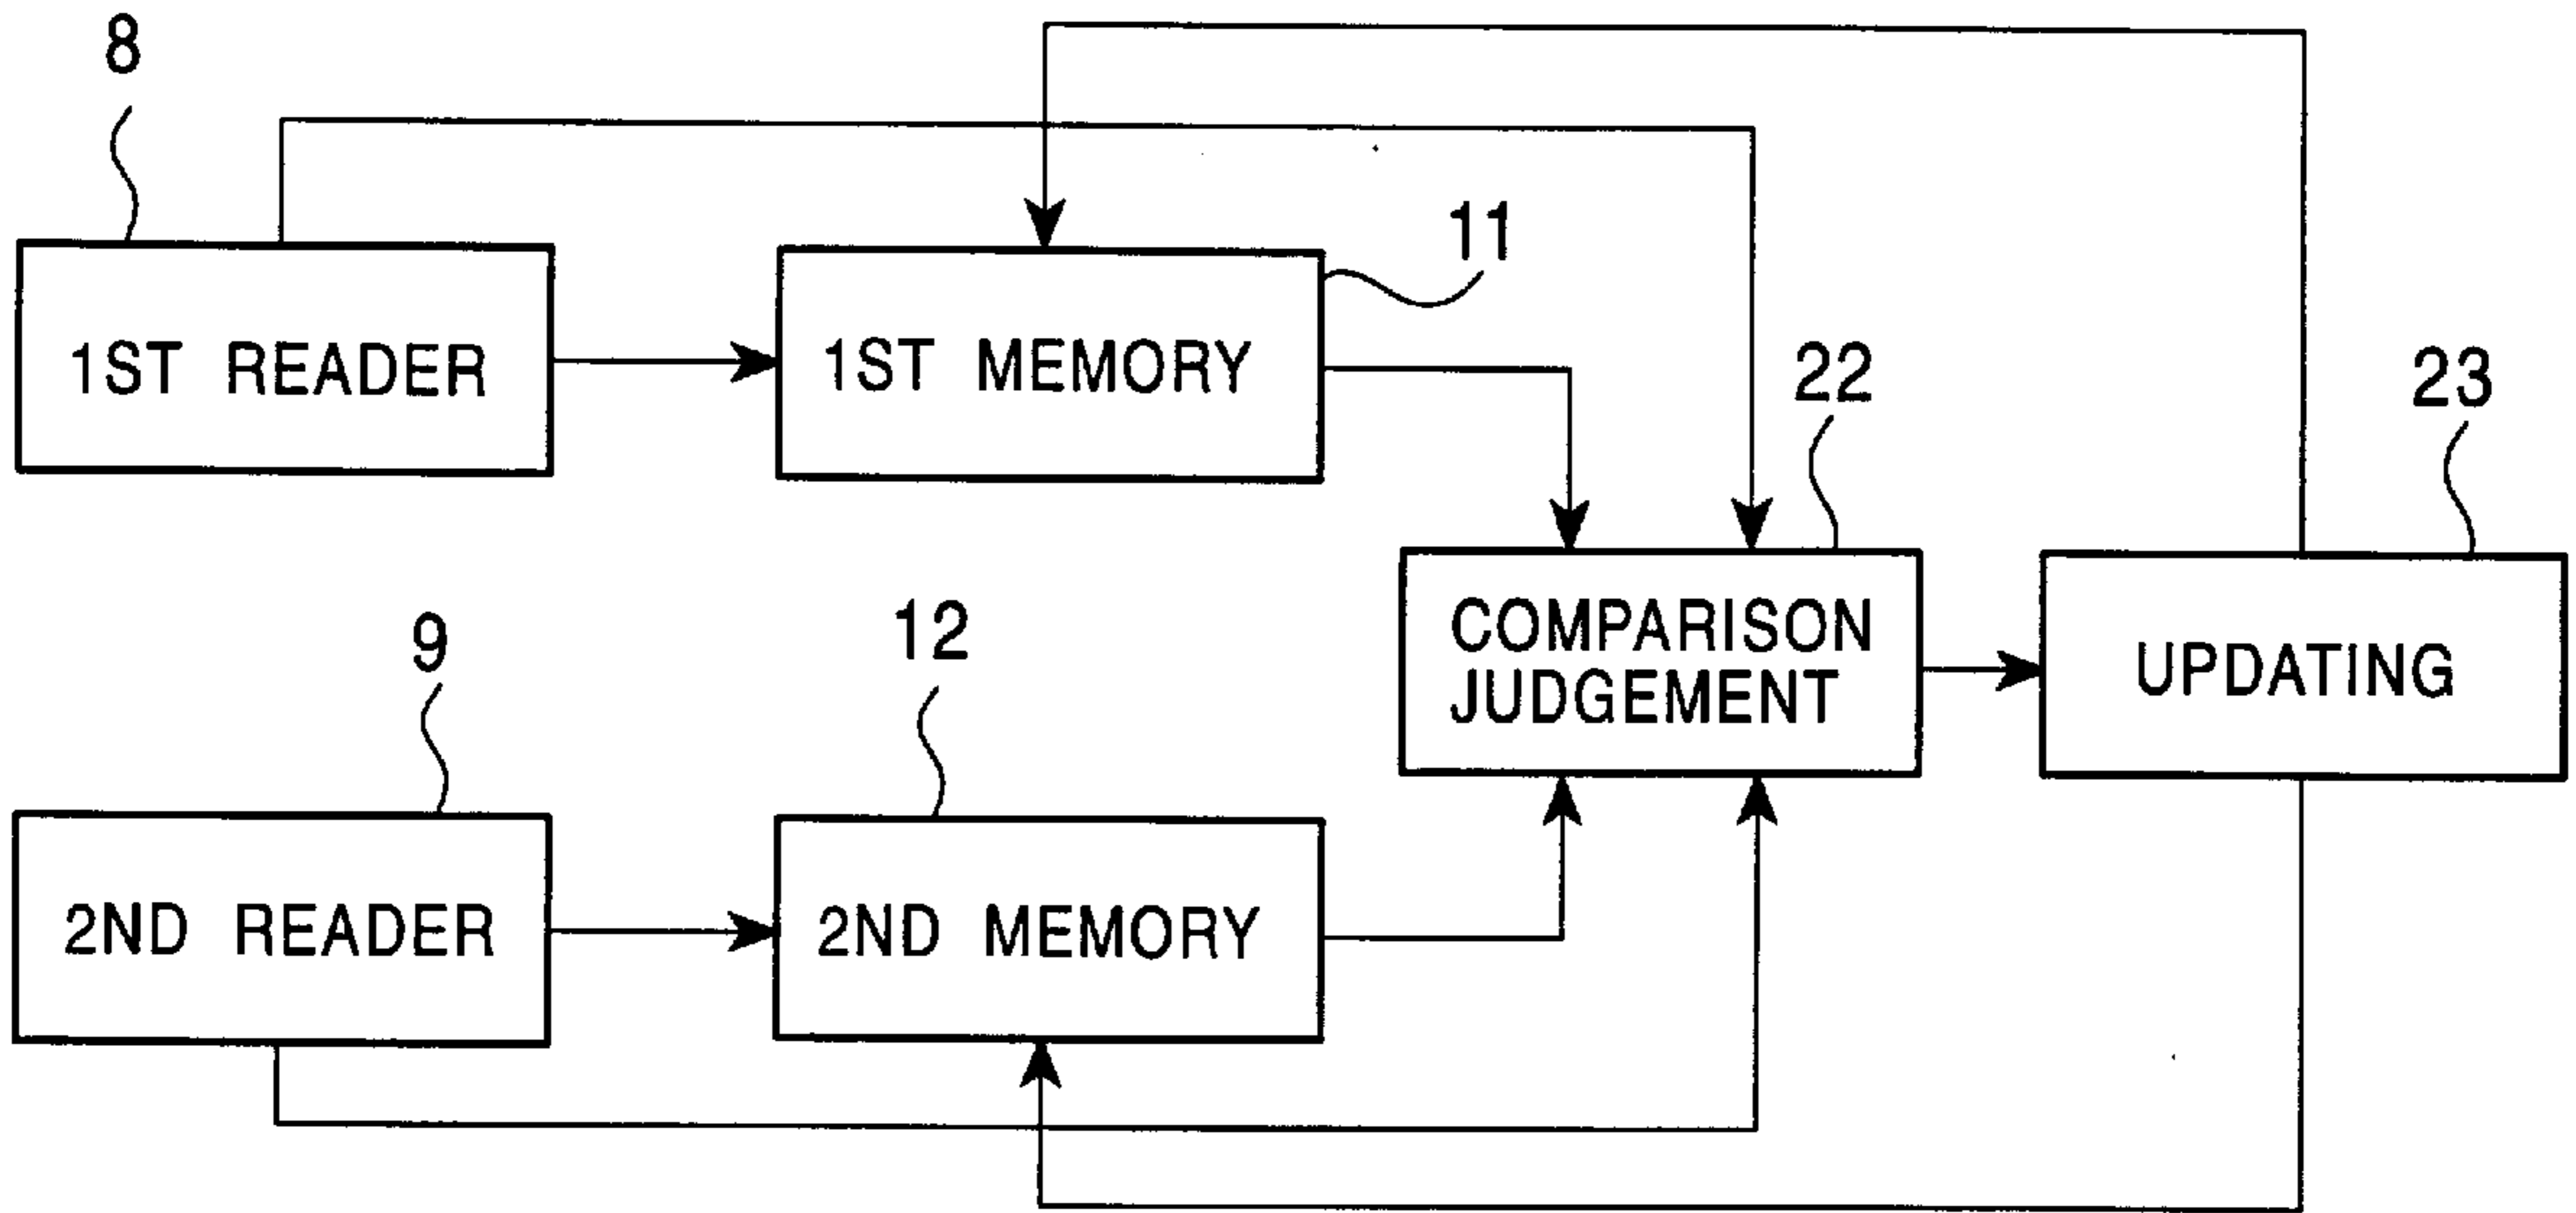 8
11
1ST READER
1ST MEMORY
22
23
9
12
COMPARISON
JUDGEMENT
UPDATING
2ND READER
2ND MEMORY